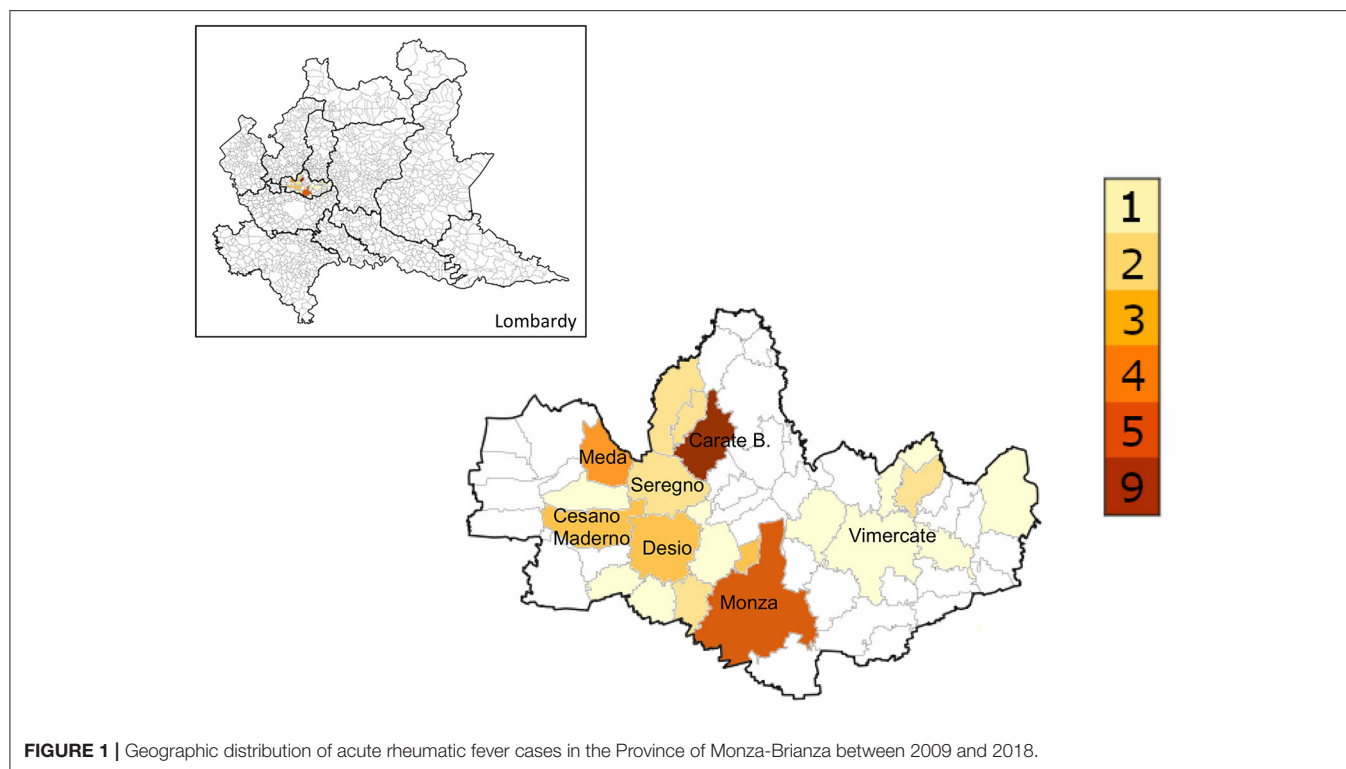 Lombardy
1
2
3
4
5
9
Carate B.
Meda
Seregno
Cesano
Maderno
Desio
Vimercate
Monza
FIGURE 1 | Geographic distribution of acute rheumatic fever cases in the Province of Monza-Brianza between 2009 and 2018.